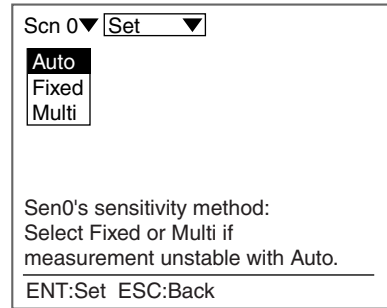 Scn 0▼ Set ▼
Auto
Fixed
Multi
Sen0's sensitivity method:
Select Fixed or Multi if
measurement unstable with Auto.
ENT:Set ESC:Back